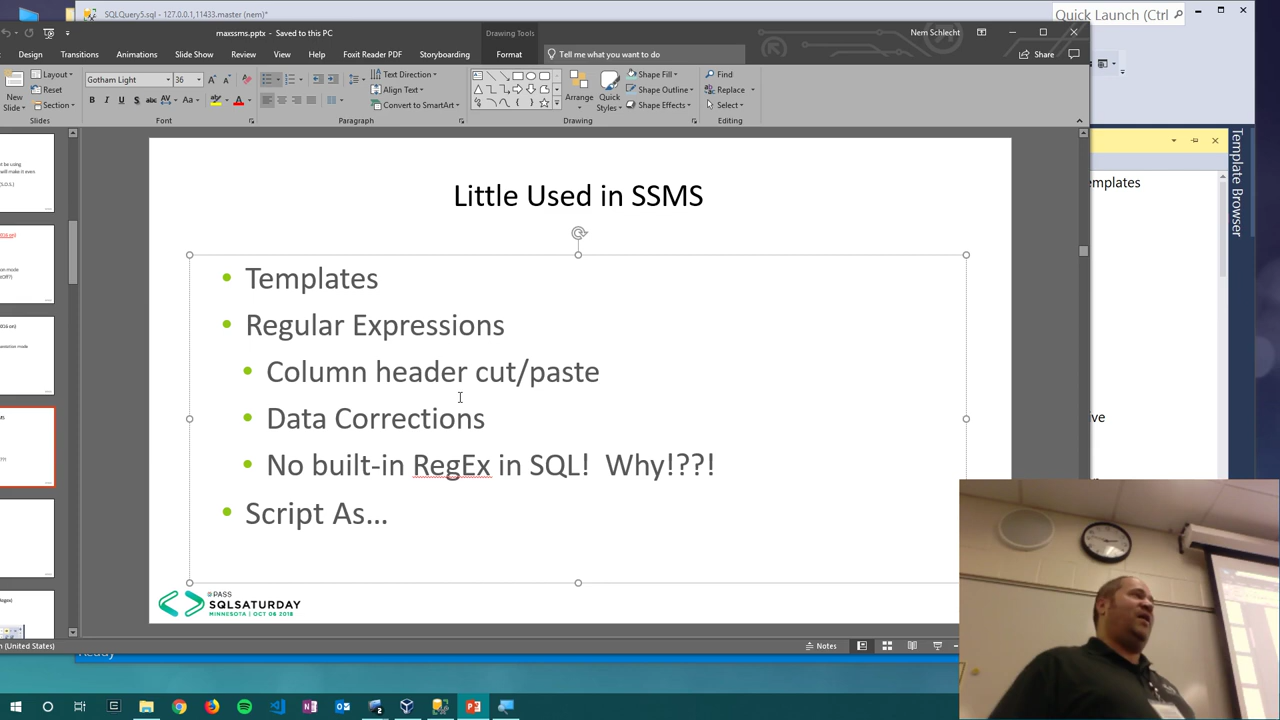 SQLQuery5.sql - 127.0.0.1,11433.master (nem)*
Quick Launch (Ctrl
maxssms.pptx - Saved to this PC
Drawing Tools
Nem Schlecht
Design Transitions Animations Slide Show Review View Help Foxit Reader PDF Storyboarding Format Tell me what you want to do Share
New Slide
Layout
Reset
Section
Slides
Gotham Light 36
Font
Text Direction
Align Text
Convert to SmartArt
Paragraph
Arrange
Quick Styles
Shape Fill
Shape Outline
Shape Effects
Drawing
Find
Replace
Select
Editing
Template Browser
emplates
ive
Little Used in SSMS
• Templates
• Regular Expressions
• Column header cut/paste
• Data Corrections
• No built-in RegEx in SQL! Why!??!
• Script As...
PASS
SQLSATURDAY
MINNESOTA | OCT 06 2018
n (United States)
Notes
Ready